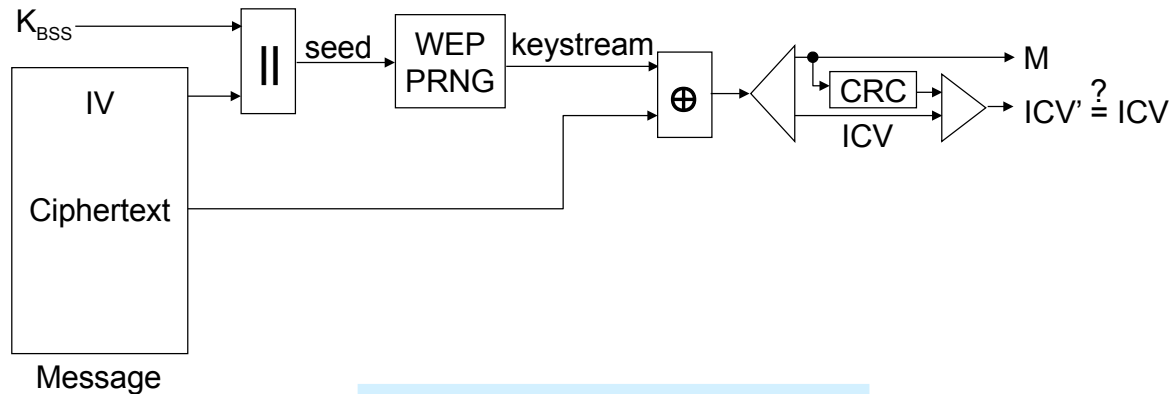 K_BSS
IV
Ciphertext
Message
||
seed
WEP
PRNG
keystream
⊕
M
CRC
ICV
ICV' ≟ ICV